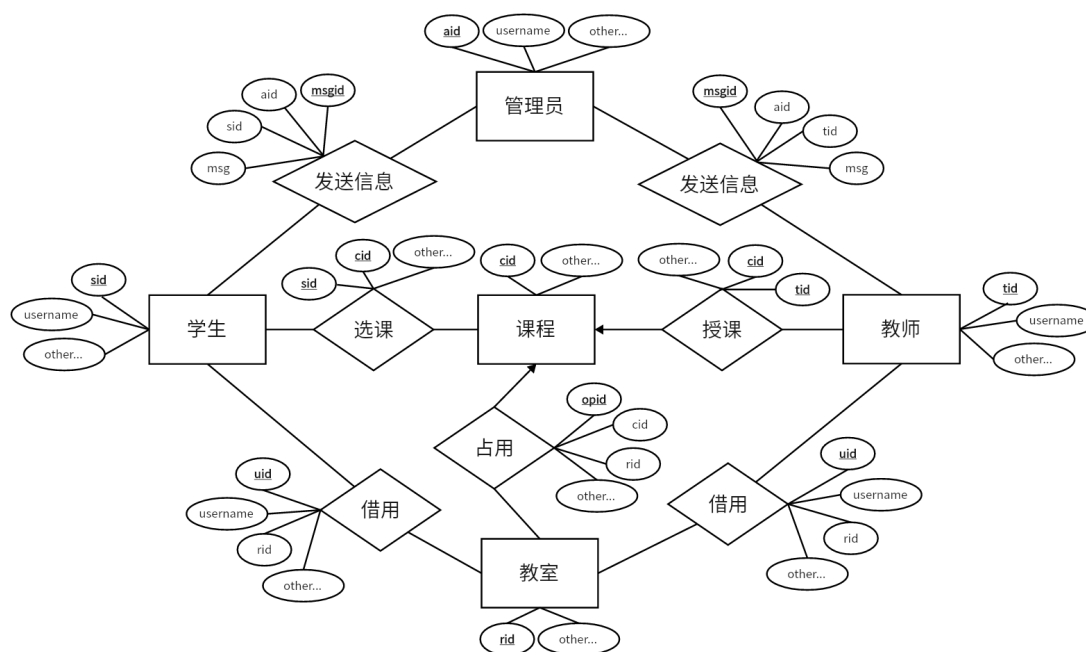 aid
username
other...
管理员
msgid
aid
sid
msg
发送信息
msgid
aid
tid
msg
发送信息
sid
username
other...
学生
sid
cid
other...
选课
cid
other...
课程
other...
cid
tid
授课
tid
username
other...
教师
opid
cid
rid
other...
占用
uid
username
rid
other...
借用
uid
username
rid
other...
借用
教室
rid
other...